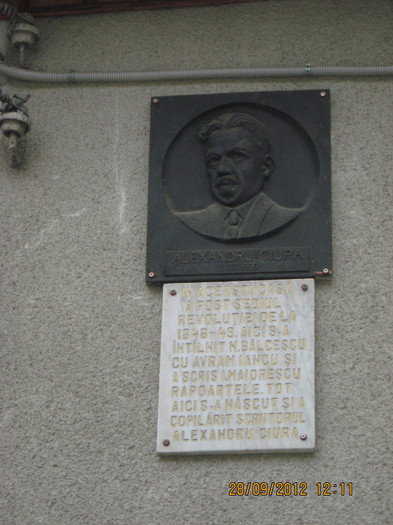 ALEXANDRU CIURA
IN ACEASTĂ CASĂ
A FOST SEDIUL
REVOLUȚIEI DE LA
1848-49. AICI S-A
ÎNTÎLNIT N. BĂLCESCU
CU AVRAM IANCU ȘI
A SCRIS I. MAIORESCU
RAPOARTELE. TOT
AICI S-A NĂSCUT ȘI-A
COPILĂRIT SCRIITORUL
ALEXANDRU CIURA
28/09/2012 12:11